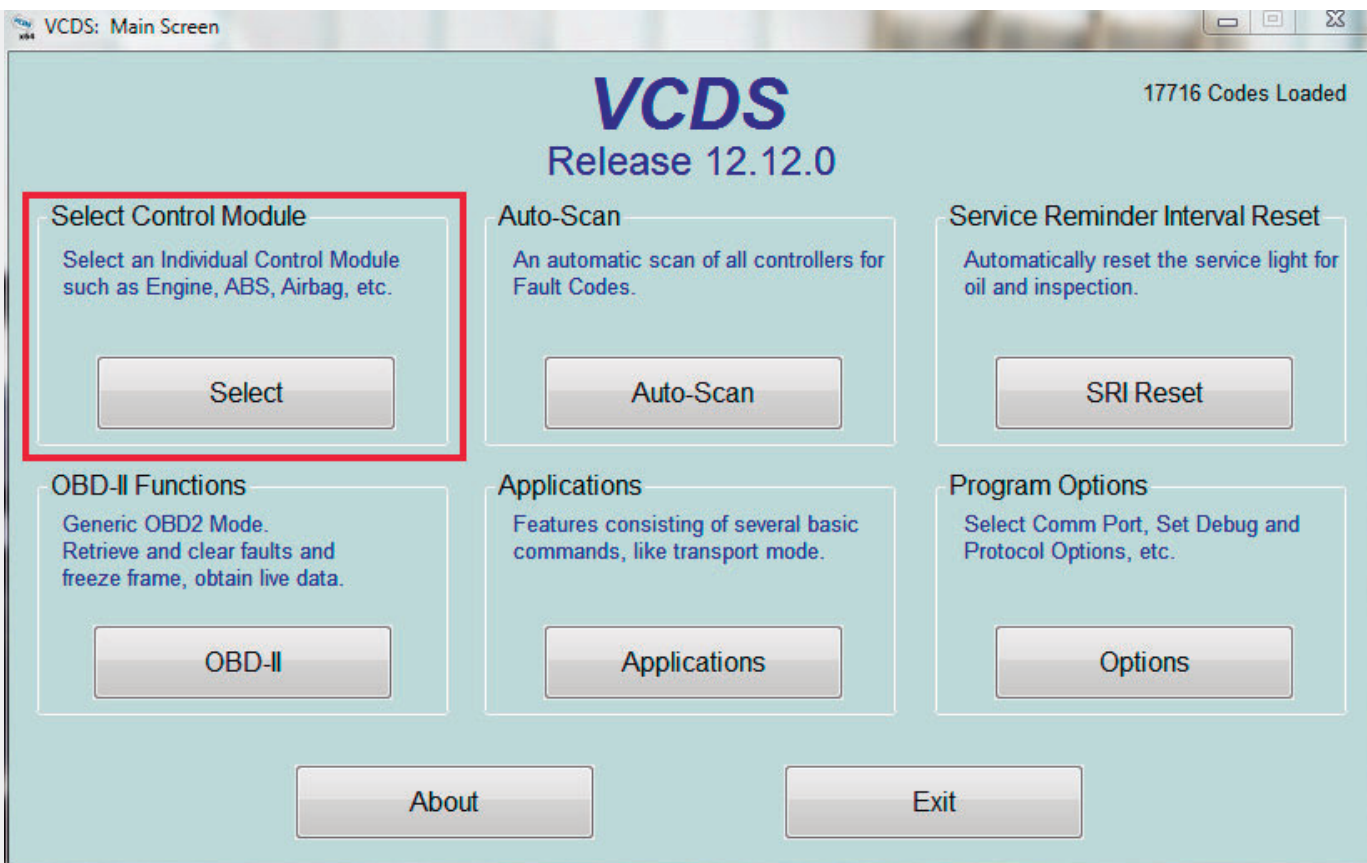 VCDS: Main Screen
x64
VCDS
Release 12.12.0
17716 Codes Loaded
Select Control Module
Select an Individual Control Module
such as Engine, ABS, Airbag, etc.
Select
Auto-Scan
An automatic scan of all controllers for
Fault Codes.
Auto-Scan
Service Reminder Interval Reset
Automatically reset the service light for
oil and inspection.
SRI Reset
OBD-II Functions
Generic OBD2 Mode.
Retrieve and clear faults and
freeze frame, obtain live data.
OBD-II
Applications
Features consisting of several basic
commands, like transport mode.
Applications
Program Options
Select Comm Port, Set Debug and
Protocol Options, etc.
Options
About
Exit